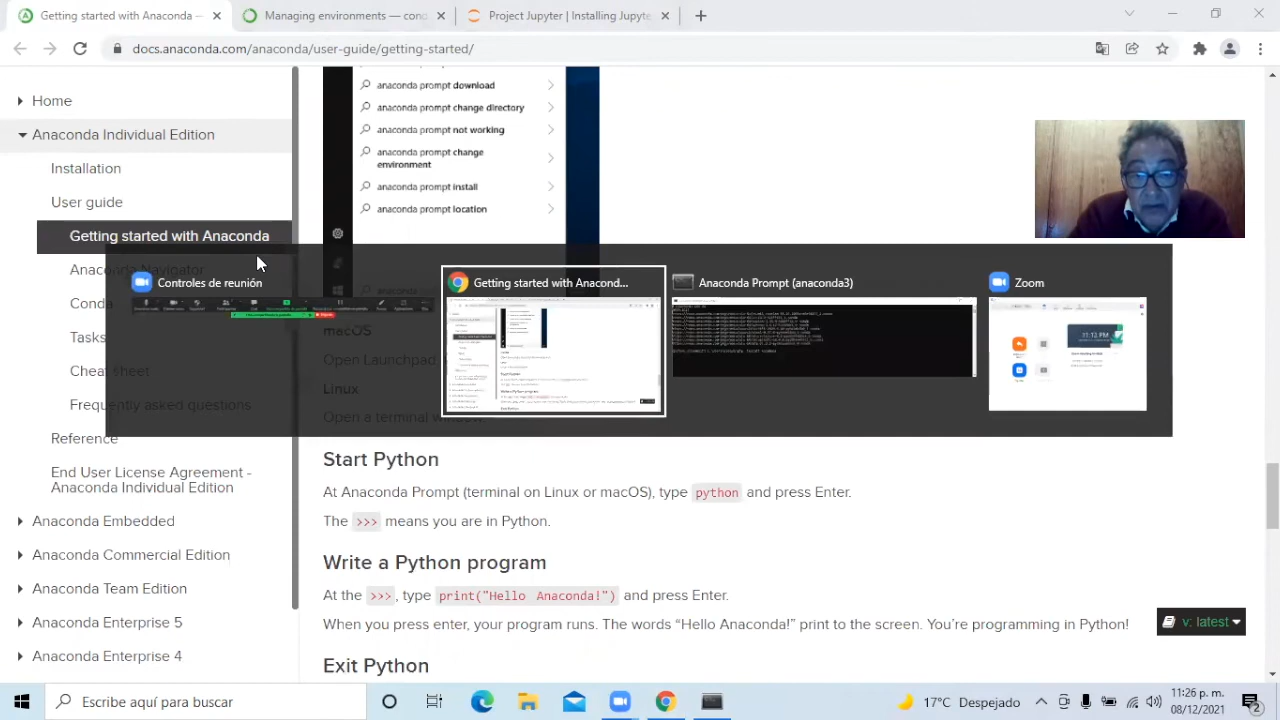 Getting started with Anaconda -
Managing environments — cond
Project Jupyter | Installing Jupyte
docs.anaconda.com/anaconda/user-guide/getting-started/
Home
Anaconda Individual Edition
Installation
User guide
Getting started with Anaconda
Anaconda Navigator
Conda
Cheatsheet
Frequently asked questions
Reference
End User License Agreement -
Anaconda Individual Edition
Anaconda Embedded
Anaconda Commercial Edition
Anaconda Team Edition
Anaconda Enterprise 5
Anaconda Enterprise 4
anaconda prompt download
anaconda prompt change directory
anaconda prompt not working
anaconda prompt change
environment
anaconda prompt install
anaconda prompt location
Getting started with Anacond...
Anaconda Prompt (anaconda3)
Zoom
11:13 PM
macOS
Open Launchpad
Linux
Open a terminal window.
Start Python
At Anaconda Prompt (terminal on Linux or macOS), type python and press Enter.
The >>> means you are in Python.
Write a Python program
At the >>>, type print("Hello Anaconda!") and press Enter.
When you press enter, your program runs. The words “Hello Anaconda!” print to the screen. You’re programming in Python!
Exit Python
v: latest
Escribe aquí para buscar
17°C Despejado
11:26 p. m.
08/12/2021
2